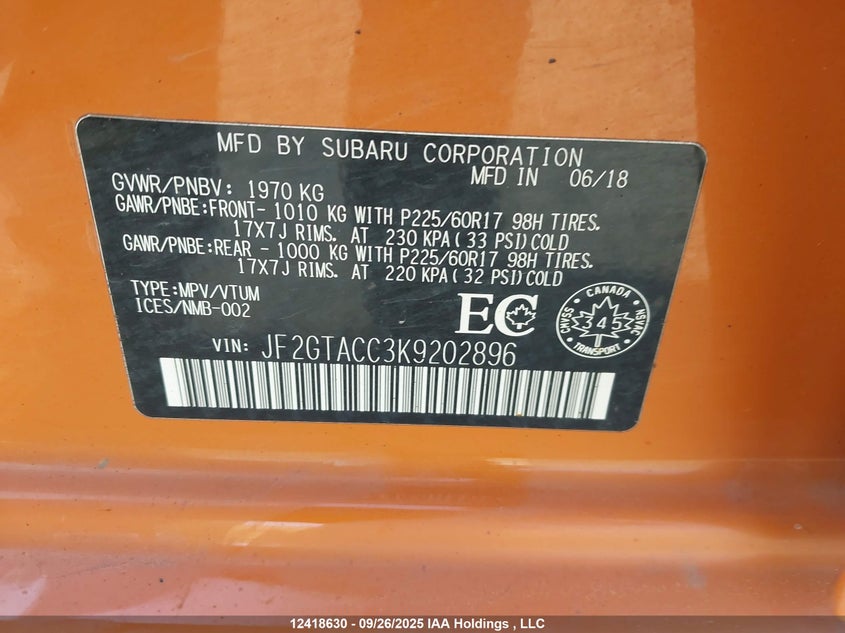 MFD BY SUBARU CORPORATION
MFD IN 06/18
GVWR/PNBV: 1970 KG
GAWR/PNBE:FRONT- 1010 KG WITH P225/60R17 98H TIRES.
17X7J RIMS. AT 230 KPA(33 PSI)COLD
GAWR/PNBE:REAR - 1000 KG WITH P225/60R17 98H TIRES.
17X7J RIMS. AT 220 KPA(32 PSI)COLD
TYPE:MPV/VTUM
ICES/NMB-002
EC
CANADA
CMVSS 345 NSVAC
TRANSPORT
VIN: JF2GTACC3K9202896
12418630 - 09/26/2025 IAA Holdings , LLC